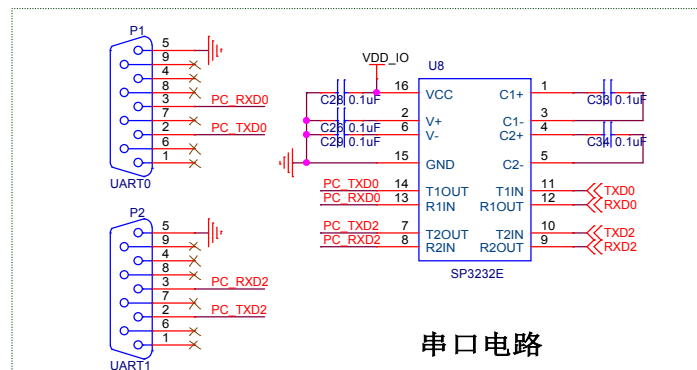 P1
5
9
4
8
3 PC_RXD0
7
2 PC_TXD0
6
1
UART0
P2
5
9
4
8
3 PC_RXD2
7
2 PC_TXD2
6
1
UART1
VDD_IO
U8
C28 0.1uF 16 VCC C1+ 1 C33 0.1uF
C26 0.1uF 2 V+ C1- 3
C29 0.1uF 6 V- C2+ 4 C34 0.1uF
15 GND C2- 5
PC_TXD0 14 T1OUT T1IN 11 TXD0
PC_RXD0 13 R1IN R1OUT 12 RXD0
PC_TXD2 7 T2OUT T2IN 10 TXD2
PC_RXD2 8 R2IN R2OUT 9 RXD2
SP3232E
串口电路